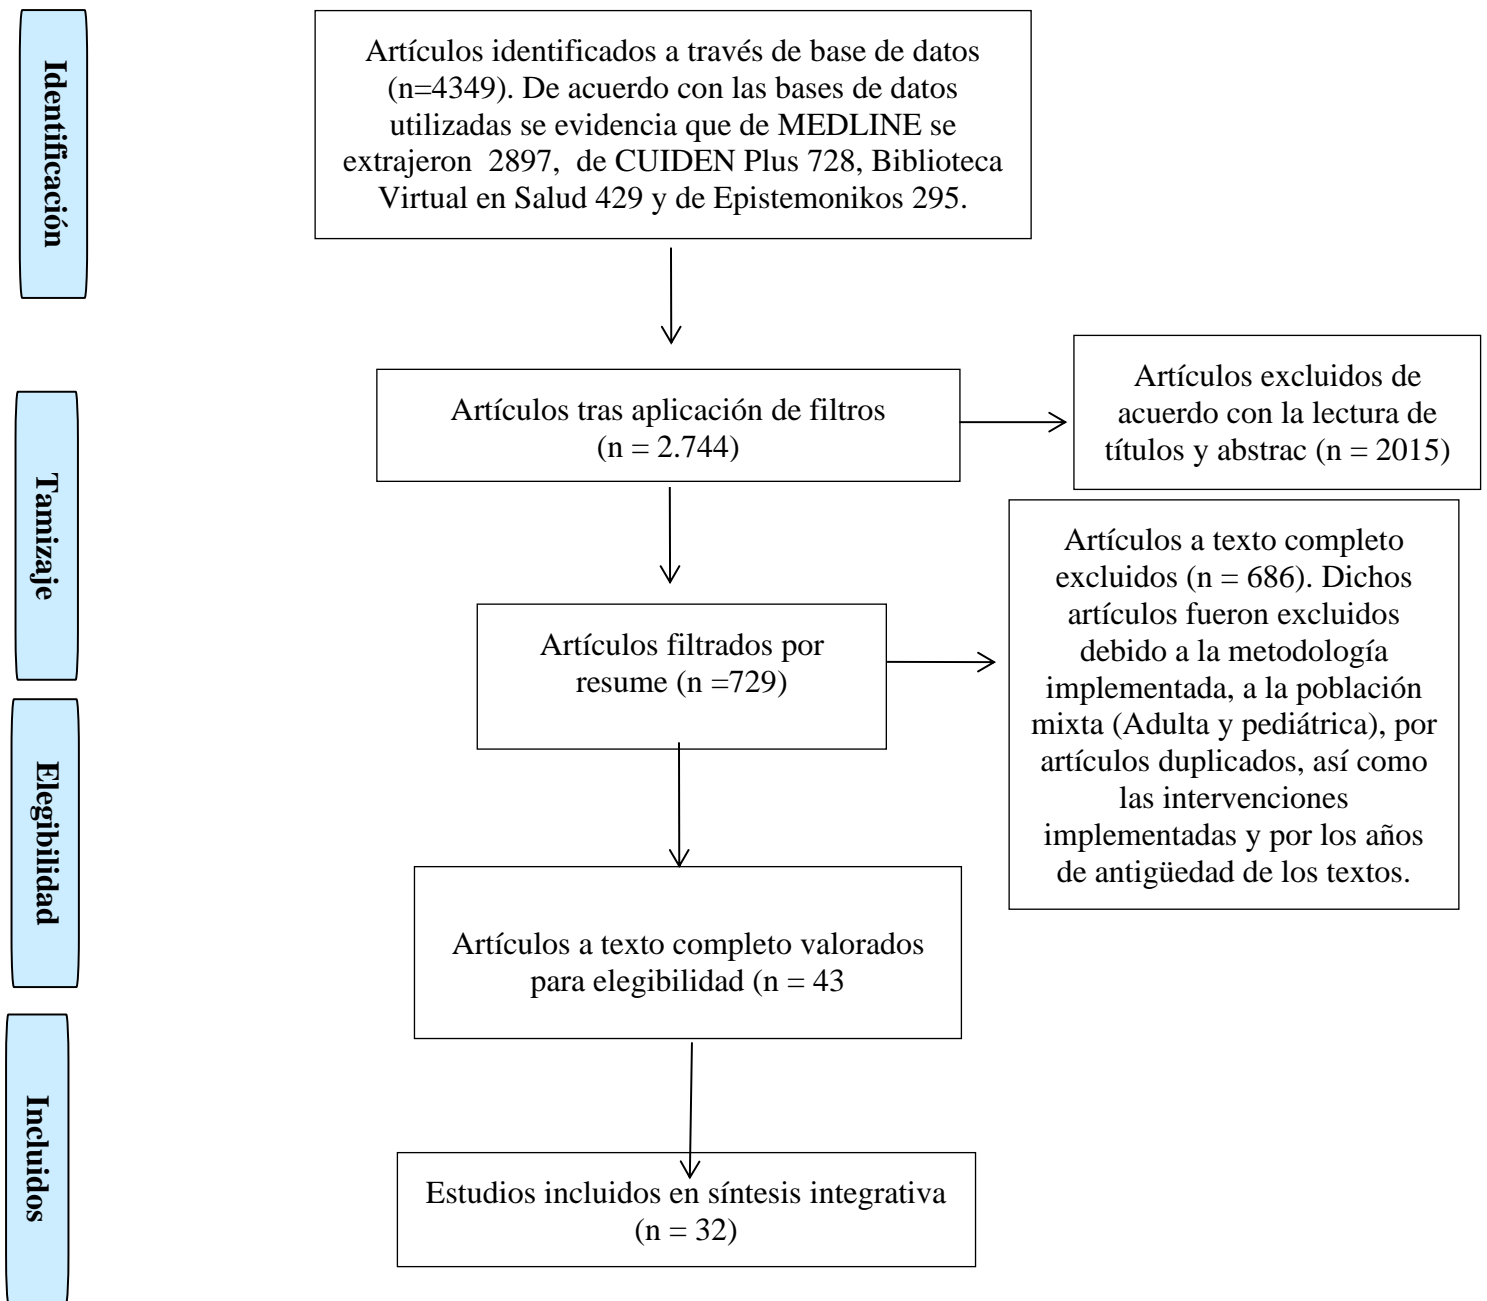 Identificación
Artículos identificados a través de base de datos
(n=4349). De acuerdo con las bases de datos
utilizadas se evidencia que de MEDLINE se
extrajeron  2897,  de CUIDEN Plus 728, Biblioteca
Virtual en Salud 429 y de Epistemonikos 295.
Tamizaje
Artículos tras aplicación de filtros
(n = 2.744)
Artículos excluidos de
acuerdo con la lectura de
títulos y abstrac (n = 2015)
Artículos filtrados por
resume (n =729)
Artículos a texto completo
excluidos (n = 686). Dichos
artículos fueron excluidos
debido a la metodología
implementada, a la población
mixta (Adulta y pediátrica), por
artículos duplicados, así como
las intervenciones
implementadas y por los años
de antigüedad de los textos.
Elegibilidad
Artículos a texto completo valorados
para elegibilidad (n = 43
Incluidos
Estudios incluidos en síntesis integrativa
(n = 32)